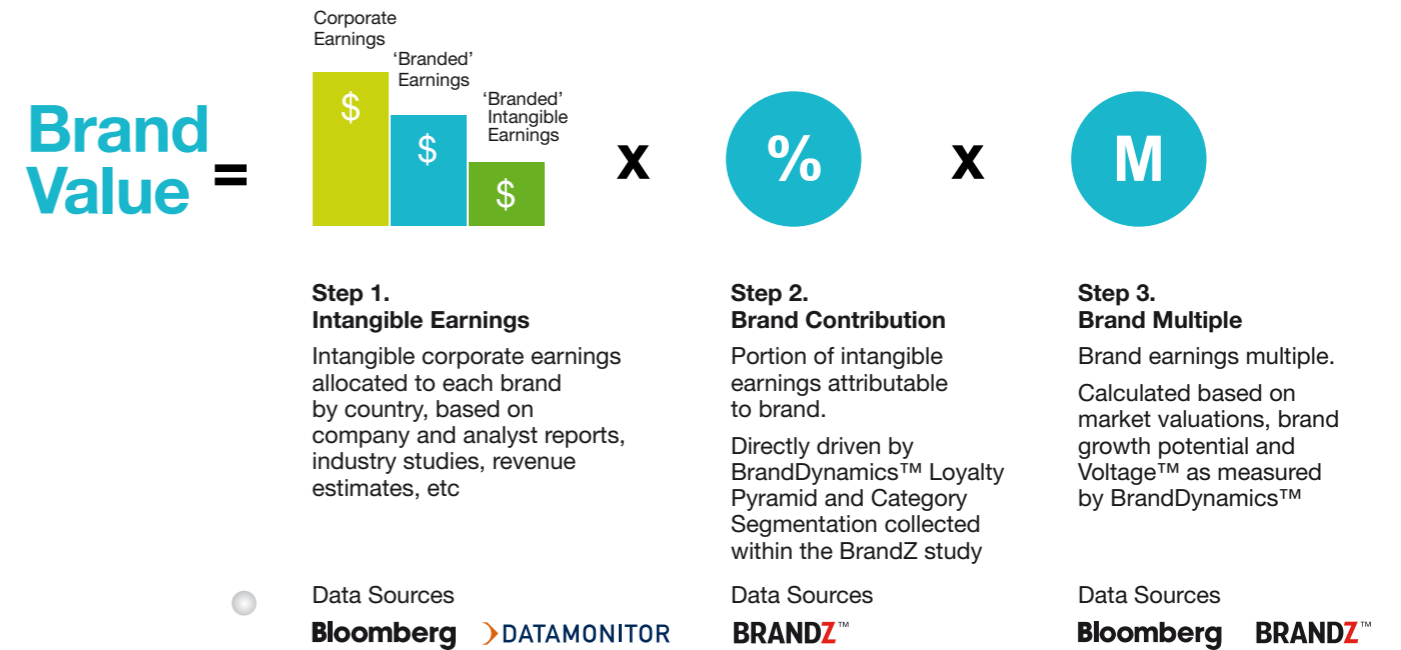 Brand
Value
=
Corporate
Earnings
$
‘Branded’
Earnings
$
‘Branded’
Intangible
Earnings
$
x
%
x
M
Step 1.
Intangible Earnings
Intangible corporate earnings
allocated to each brand
by country, based on
company and analyst reports,
industry studies, revenue
estimates, etc
Data Sources
Bloomberg
DATAMONITOR
Step 2.
Brand Contribution
Portion of intangible
earnings attributable
to brand.
Directly driven by
BrandDynamics™ Loyalty
Pyramid and Category
Segmentation collected
within the BrandZ study
Data Sources
BRANDZ™
Step 3.
Brand Multiple
Brand earnings multiple.
Calculated based on
market valuations, brand
growth potential and
Voltage™ as measured
by BrandDynamics™
Data Sources
Bloomberg
BRANDZ™